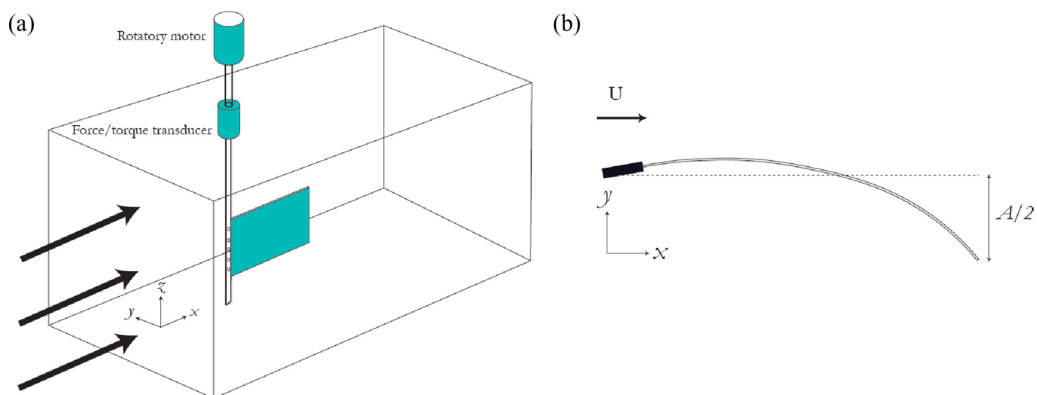 (a)
Rotatory motor
Force/torque transducer
z
y
x
(b)
U
y
x
A/2